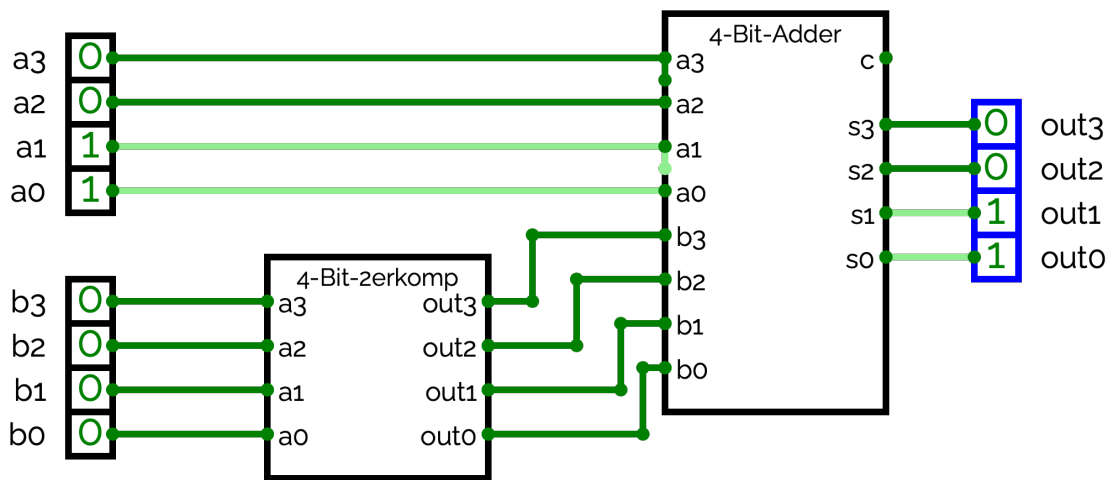 4-Bit-Adder
a3 0 a3 c
a2 0 a2
s3 0 out3
a1 1 a1
s2 0 out2
a0 1 a0
s1 1 out1
b3
s0 1 out0
4-Bit-2erkomp
b2
b3 0 a3 out3
b1
b2 0 a2 out2
b0
b1 0 a1 out1
b0 0 a0 out0